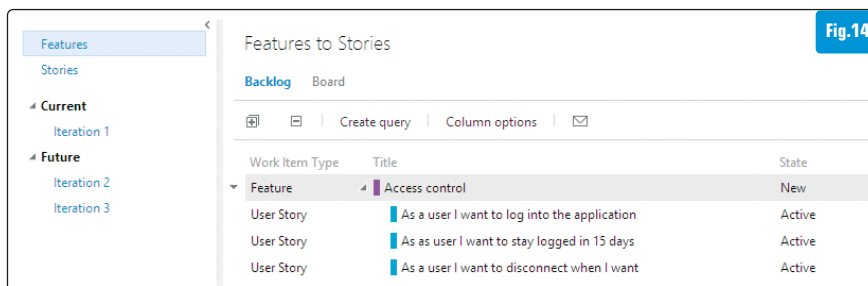 Fig.14
Features
Stories
Current
Iteration 1
Future
Iteration 2
Iteration 3
Features to Stories
Backlog Board
Create query Column options
Work Item Type Title State
Feature Access control New
User Story As a user I want to log into the application Active
User Story As as user I want to stay logged in 15 days Active
User Story As a user I want to disconnect when I want Active